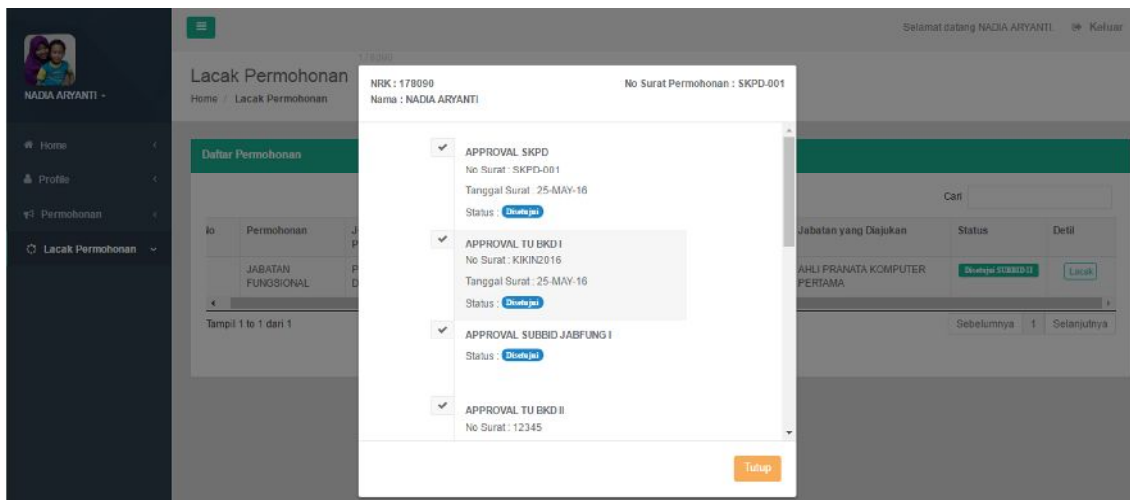 Selamat datang NADIA ARYANTI.
Keluar
NADIA ARYANTI
Home
Profile
Permohonan
Lacak Permohonan
Lacak Permohonan
Home / Lacak Permohonan
178090
Daftar Permohonan
Cari
Permohonan
Jabatan yang Diajukan
Status
Detil
JABATAN
FUNGSIONAL
AHLI PRANATA KOMPUTER
PERTAMA
Disetujui SUBBID-II
Lacak
Tampil 1 to 1 dari 1
Sebelumnya 1 Selanjutnya
NRK : 178090
No Surat Permohonan : SKPD-001
Nama : NADIA ARYANTI
APPROVAL SKPD
No Surat : SKPD-001
Tanggal Surat : 25-MAY-16
Status : Disetujui
APPROVAL TU BKD I
No Surat : KIKIN2016
Tanggal Surat : 25-MAY-16
Status : Disetujui
APPROVAL SUBBID JABFUNG I
Status : Disetujui
APPROVAL TU BKD II
No Surat : 12345
Tutup